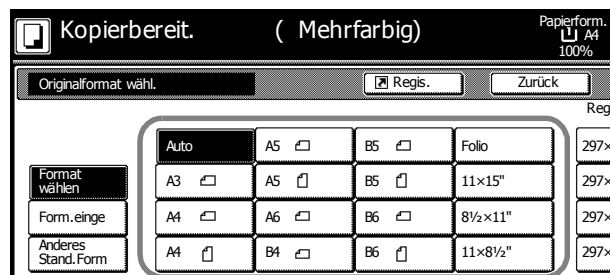 Kopierbereit. ( Mehrfarbig)
Papierform.
A4
100%
Originalformat wähl. Regis. Zurück
Reg
Auto A5 B5 Folio 297×
Format
wählen
A3 A5 B5 11×15" 297×
Form.einge A4 A6 B6 8½×11" 297×
Anderes
Stand.Form
A4 B4 B6 11×8½" 297×